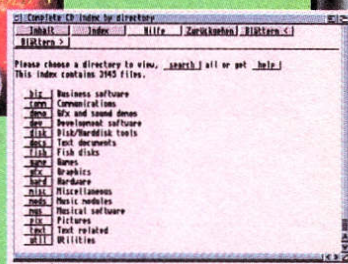 Complete CD index by directory
Inhalt Index Hilfe Zurückgehen Blättern <
Blättern >
Please choose a directory to view, search all or get help
This index contains 3145 files.
biz Business software
comm Communications
demo Gfx and sound demos
dev Development software
disk Disk/Harddisk tools
docs Text documents
fish Fish disks
game Games
gfx Graphics
hard Hardware
misc Miscellaneous
mods Music modules
mus Musical software
pix Pictures
text Text related
util Utilities